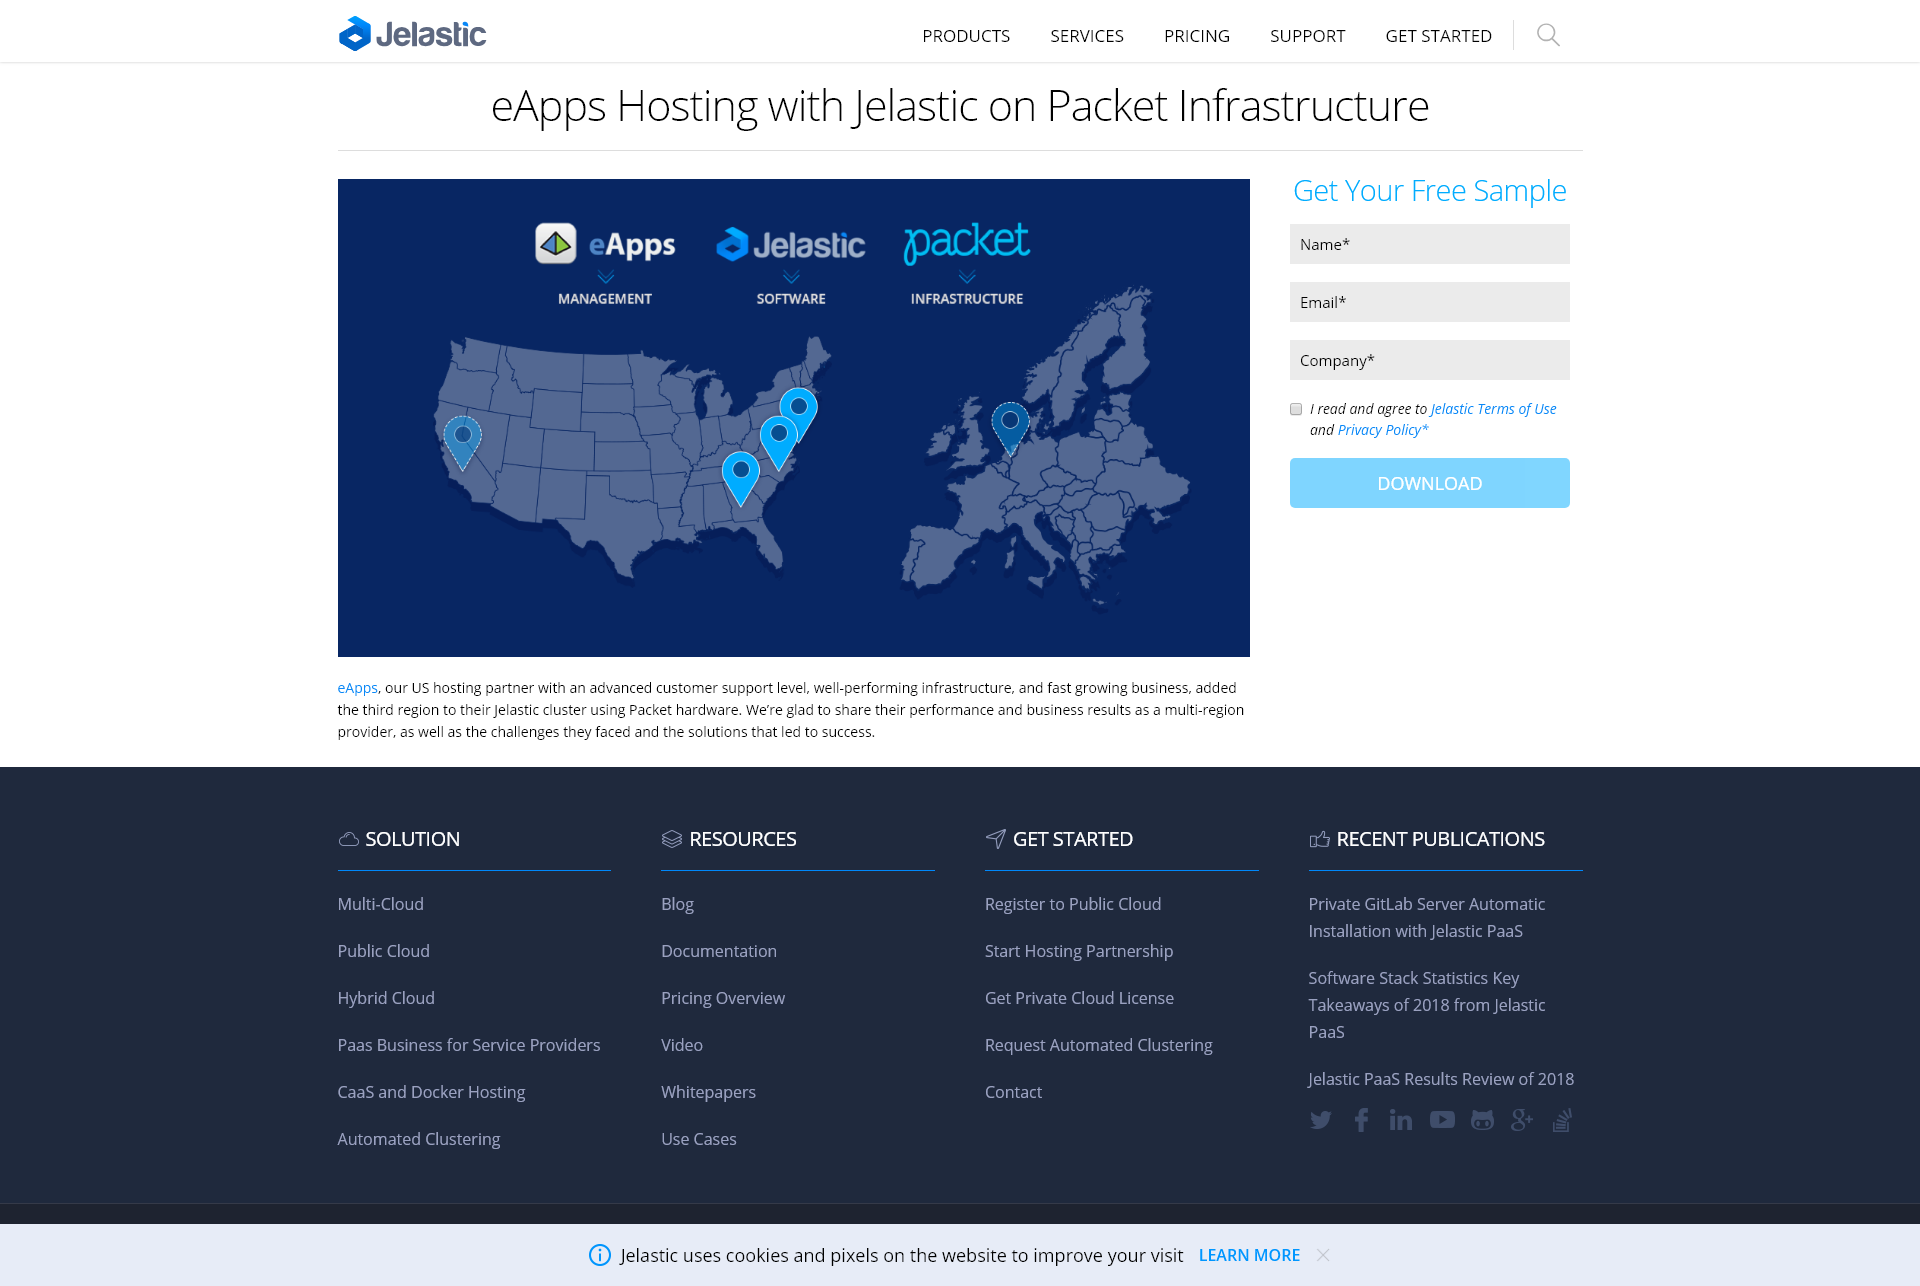 Jelastic
PRODUCTS
SERVICES
PRICING
SUPPORT
GET STARTED
eApps Hosting with Jelastic on Packet Infrastructure
eApps
Jelastic
packet
MANAGEMENT
SOFTWARE
INFRASTRUCTURE
Get Your Free Sample
Name*
Email*
Company*
I read and agree to Jelastic Terms of Use
and Privacy Policy*
DOWNLOAD
eApps, our US hosting partner with an advanced customer support level, well-performing infrastructure, and fast growing business, added
the third region to their Jelastic cluster using Packet hardware. We’re glad to share their performance and business results as a multi-region
provider, as well as the challenges they faced and the solutions that led to success.
SOLUTION
Multi-Cloud
Public Cloud
Hybrid Cloud
Paas Business for Service Providers
CaaS and Docker Hosting
Automated Clustering
RESOURCES
Blog
Documentation
Pricing Overview
Video
Whitepapers
Use Cases
GET STARTED
Register to Public Cloud
Start Hosting Partnership
Get Private Cloud License
Request Automated Clustering
Contact
RECENT PUBLICATIONS
Private GitLab Server Automatic
Installation with Jelastic PaaS
Software Stack Statistics Key
Takeaways of 2018 from Jelastic
PaaS
Jelastic PaaS Results Review of 2018
Jelastic uses cookies and pixels on the website to improve your visit LEARN MORE